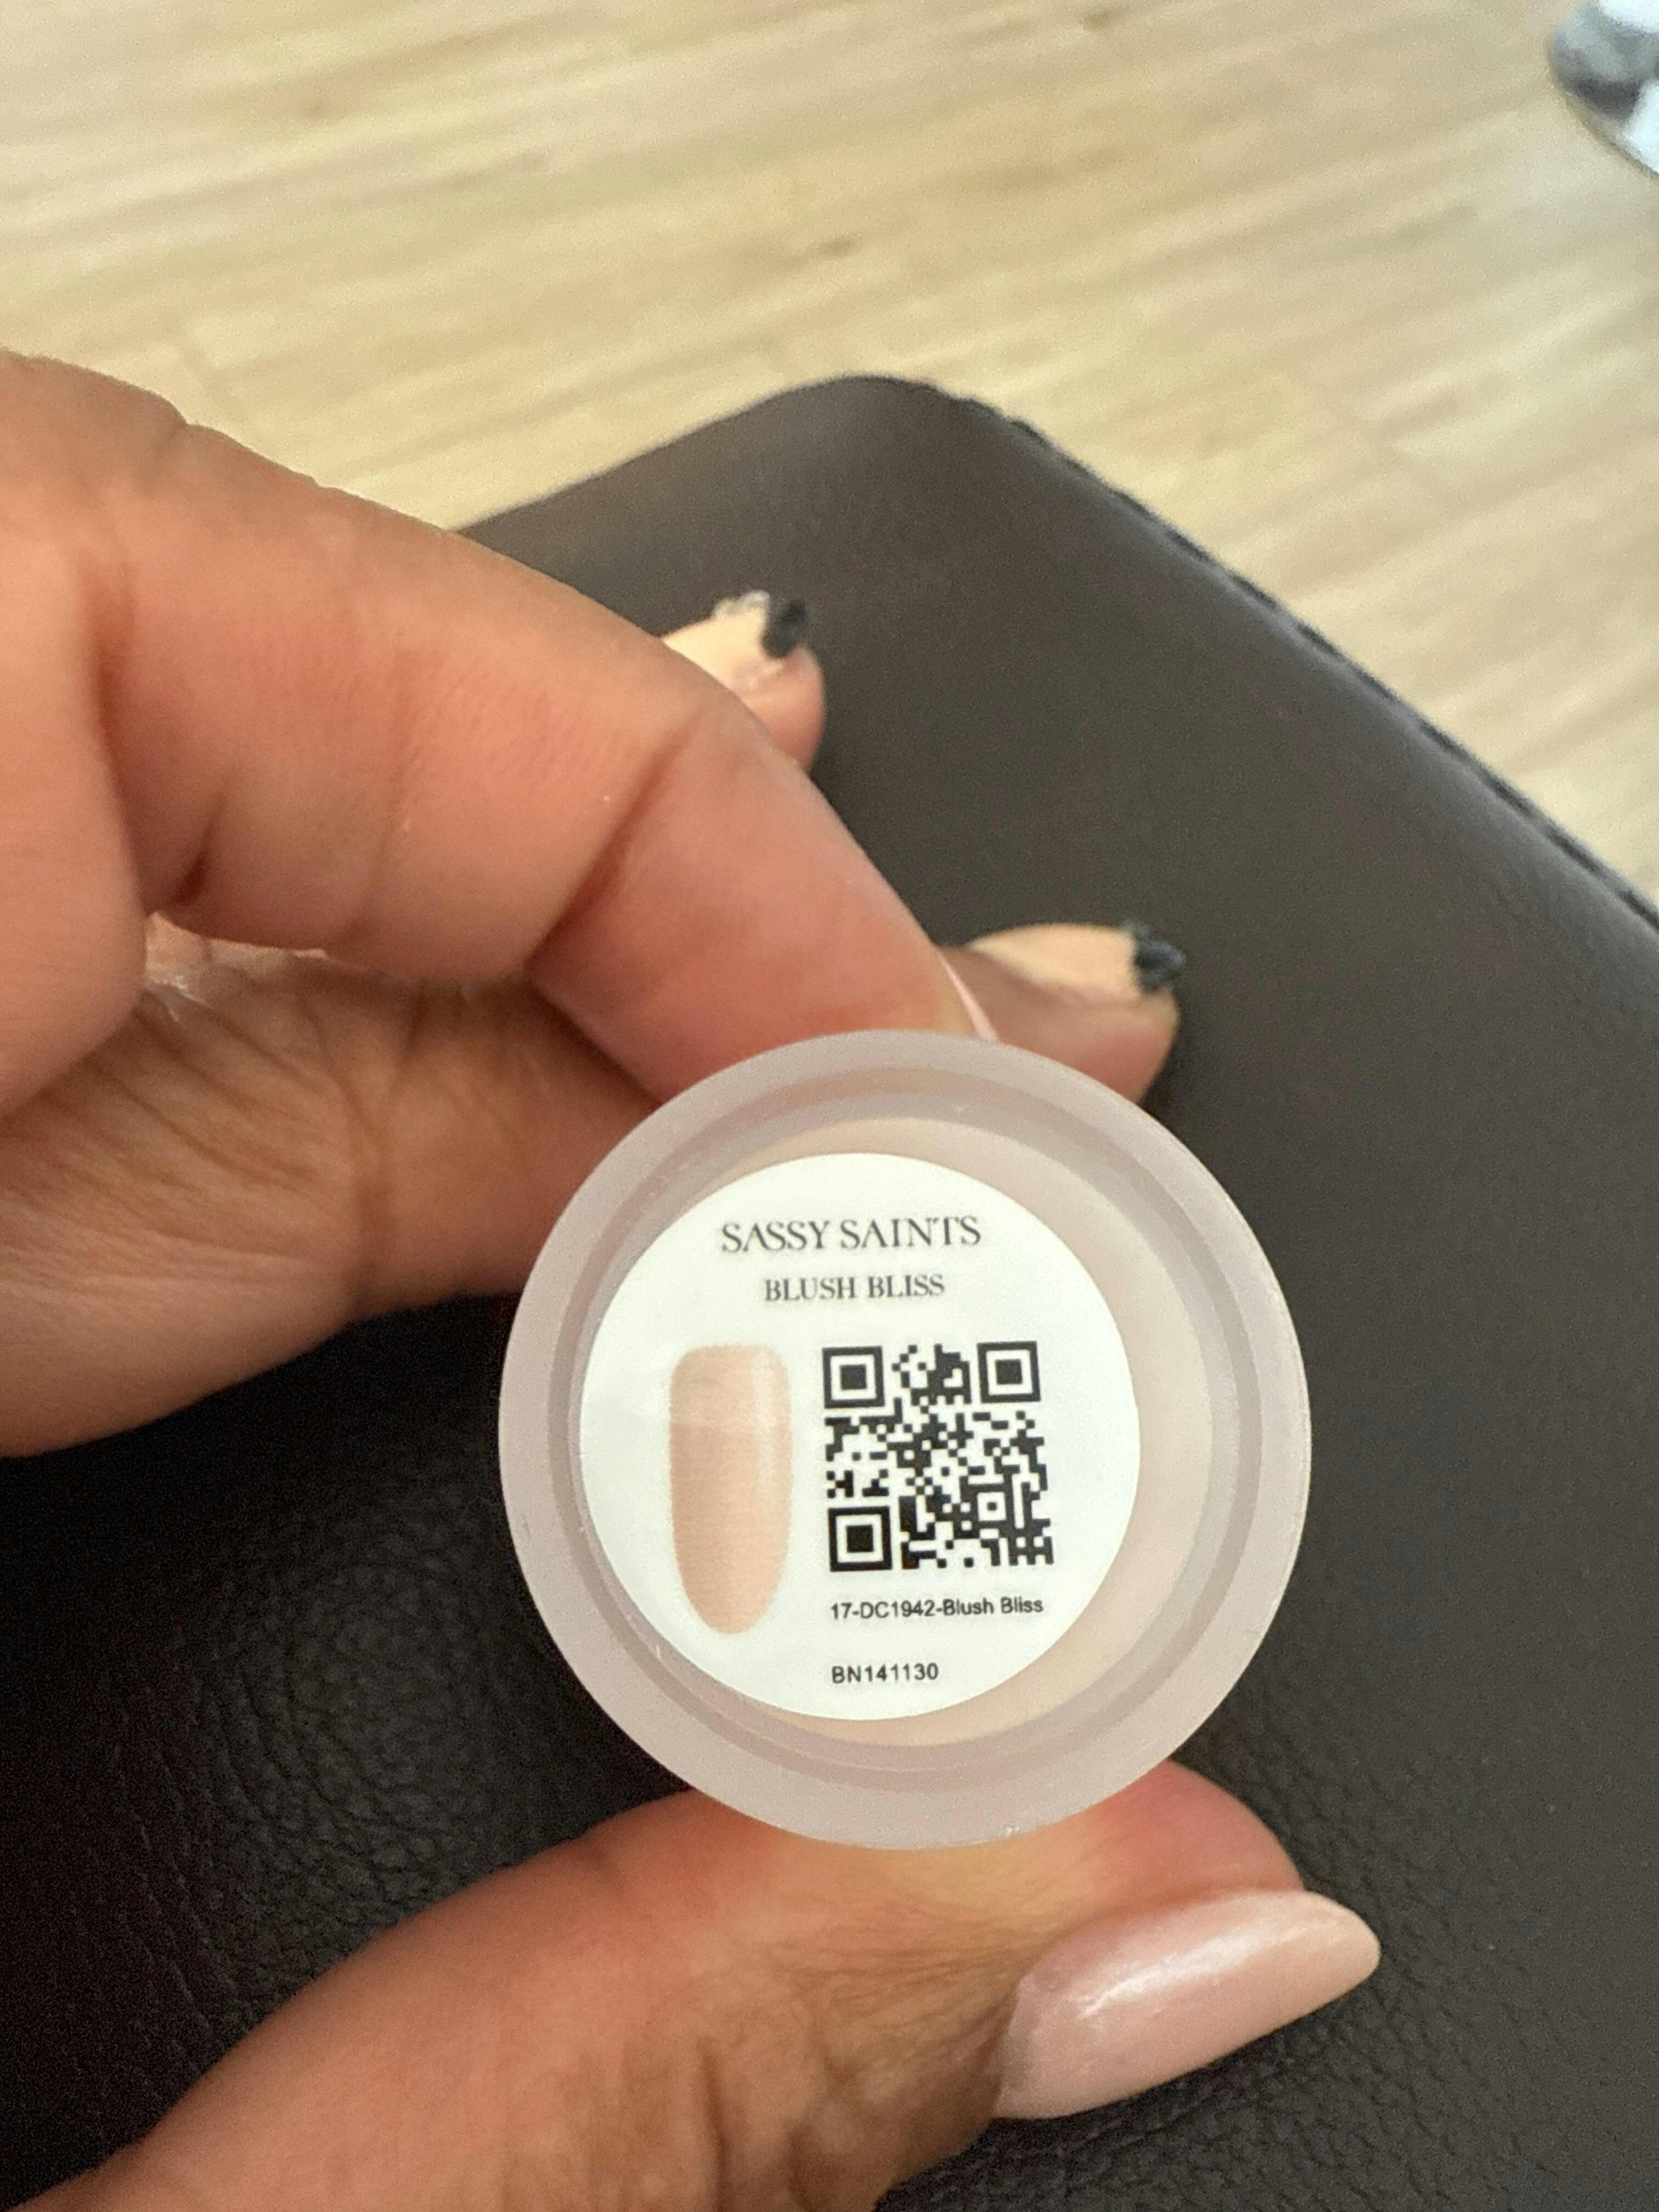 SASSY SAINTS
BLUSH BLISS
17-DC1942-Blush Bliss
BN141130